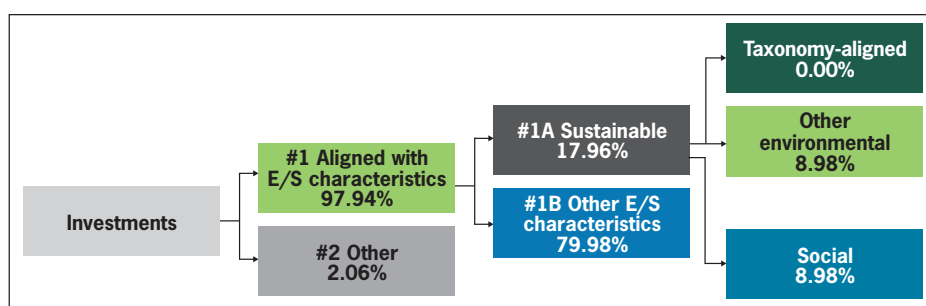 Investments
#1 Aligned with
E/S characteristics
97.94%
#2 Other
2.06%
#1A Sustainable
17.96%
#1B Other E/S
characteristics
79.98%
Taxonomy-aligned
0.00%
Other
environmental
8.98%
Social
8.98%